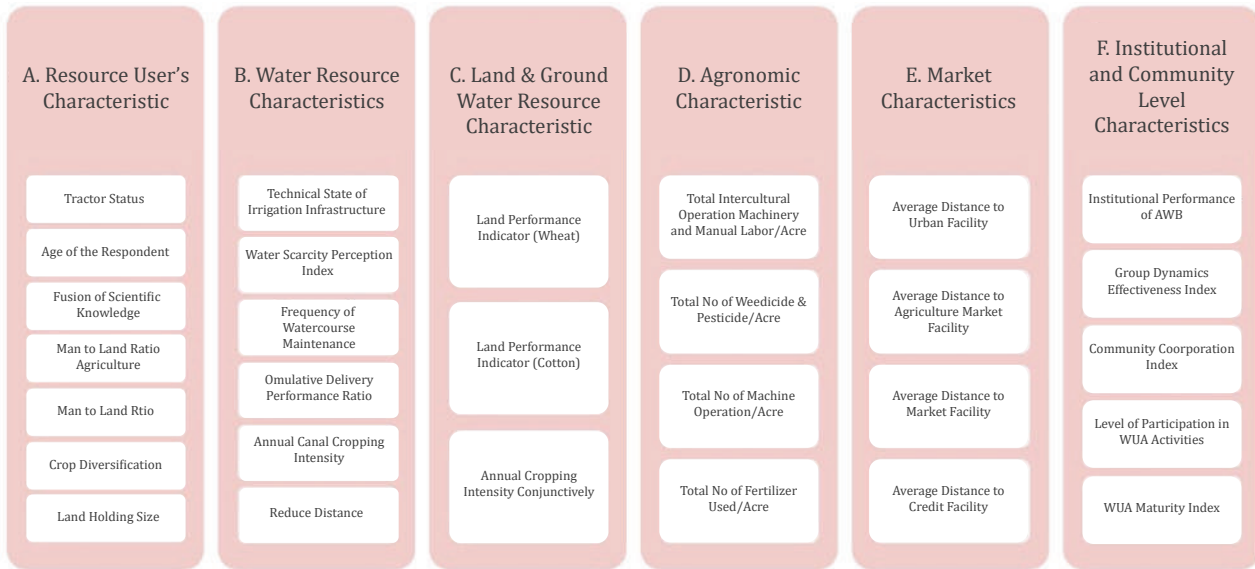 A. Resource User's
Characteristic
Tractor Status
Age of the Respondent
Fusion of Scientific
Knowledge
Man to Land Ratio
Agriculture
Man to Land Rtio
Crop Diversification
Land Holding Size
B. Water Resource
Characteristics
Technical State of
Irrigation Infrastructure
Water Scarcity Perception
Index
Frequency of
Watercourse
Maintenance
Omulative Delivery
Performance Ratio
Annual Canal Cropping
Intensity
Reduce Distance
C. Land & Ground
Water Resource
Characteristic
Land Performance
Indicator (Wheat)
Land Performance
Indicator (Cotton)
Annual Cropping
Intensity Conjunctively
D. Agronomic
Characteristic
Total Intercultural
Operation Machinery
and Manual Labor/Acre
Total No of Weedicide &
Pesticide/Acre
Total No of Machine
Operation/Acre
Total No of Fertilizer
Used/Acre
E. Market
Characteristics
Average Distance to
Urban Facility
Average Distance to
Agriculture Market
Facility
Average Distance to
Market Facility
Average Distance to
Credit Facility
F. Institutional
and Community
Level
Characteristics
Institutional Performance
of AWB
Group Dynamics
Effectiveness Index
Community Coorporation
Index
Level of Participation in
WUA Activities
WUA Maturity Index